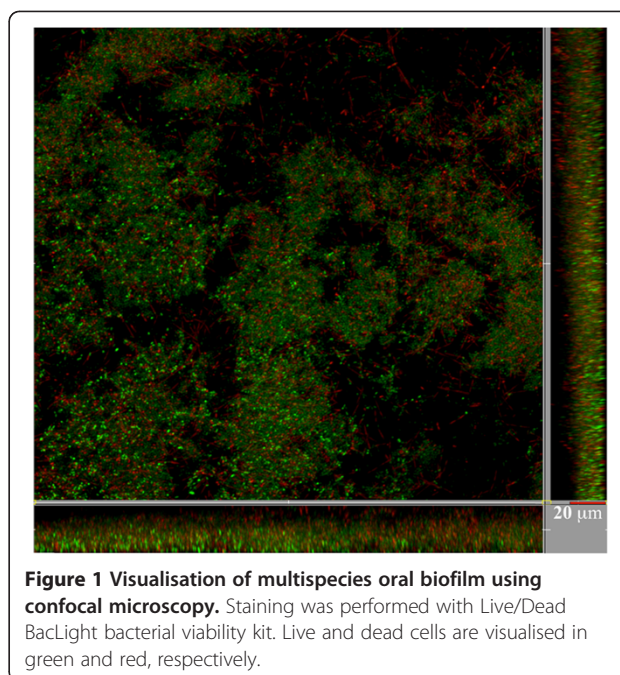 20 μm
Figure 1 Visualisation of multispecies oral biofilm using
confocal microscopy. Staining was performed with Live/Dead
BacLight bacterial viability kit. Live and dead cells are visualised in
green and red, respectively.